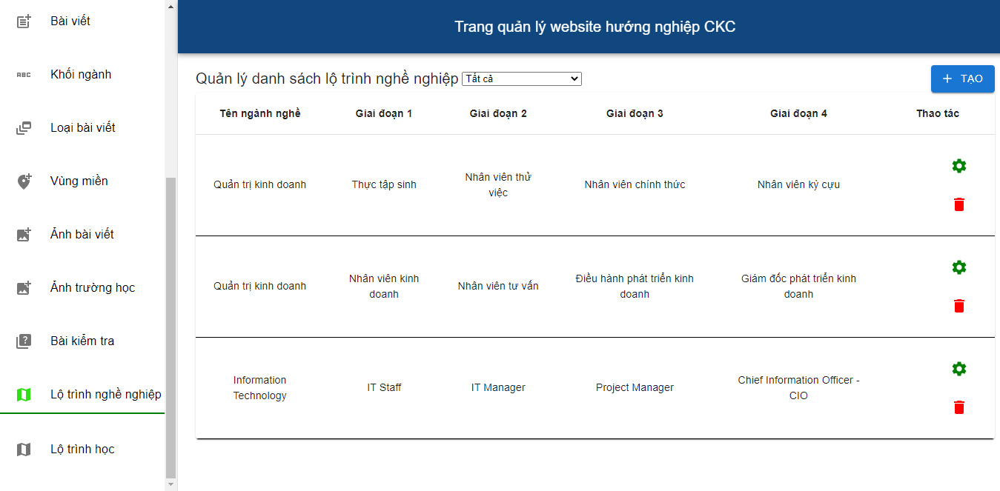 Bài viết
ABC
Khối ngành
Loại bài viết
Vùng miền
Ảnh bài viết
Ảnh trường học
?
Bài kiểm tra
Lộ trình nghề nghiệp
Lộ trình học
Trang quản lý website hướng nghiệp CKC
Quản lý danh sách lộ trình nghề nghiệp Tất cả
+ TẠO
Tên ngành nghề Giai đoạn 1 Giai đoạn 2 Giai đoạn 3 Giai đoạn 4 Thao tác
Quản trị kinh doanh
Thực tập sinh
Nhân viên thử
việc
Nhân viên chính thức
Nhân viên kỳ cựu
Quản trị kinh doanh
Nhân viên kinh
doanh
Nhân viên tư vấn
Điều hành phát triển kinh
doanh
Giám đốc phát triển kinh
doanh
Information
Technology
IT Staff
IT Manager
Project Manager
Chief Information Officer -
CIO